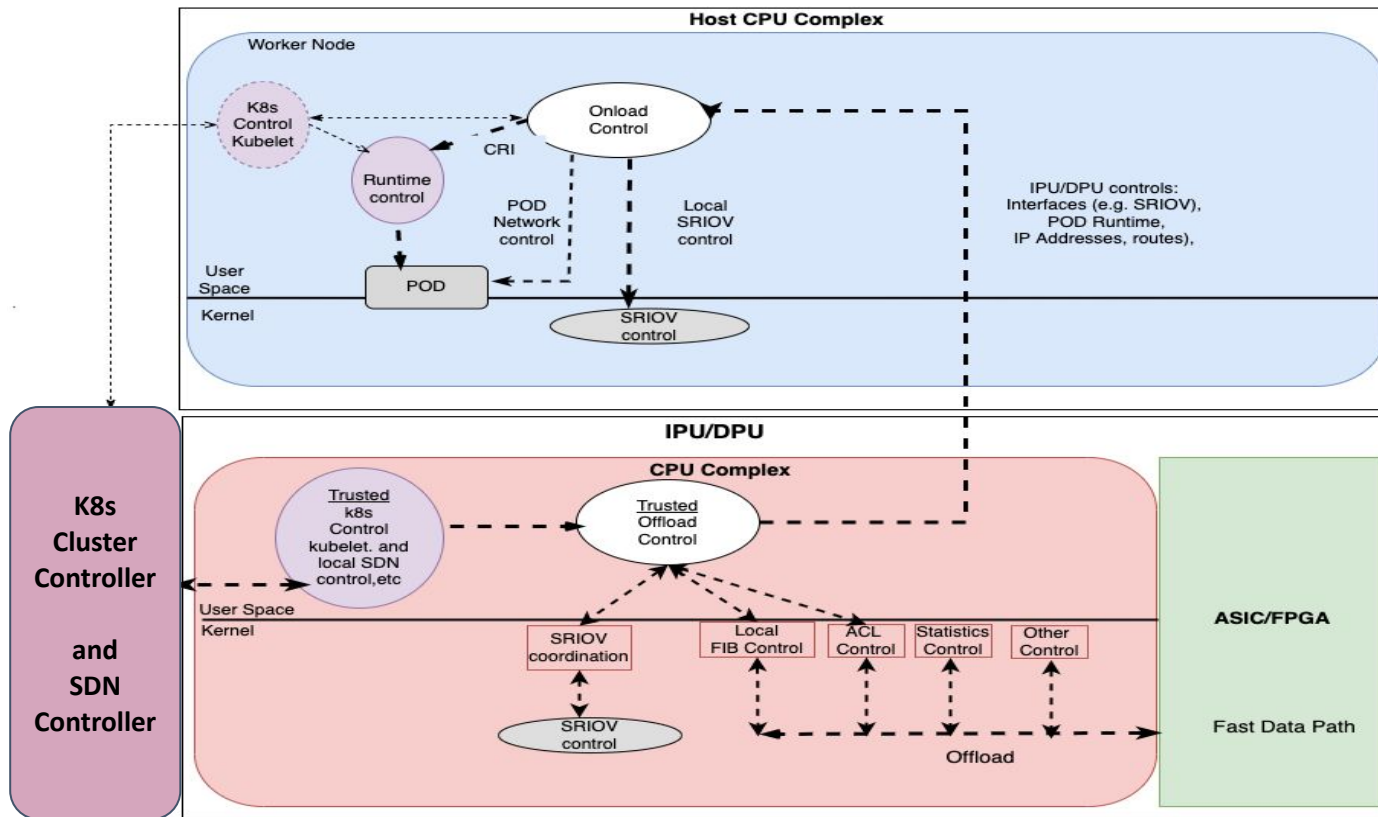 Host CPU Complex
Worker Node
K8s
Control
Kubelet
Onload
Control
CRI
Runtime
control
POD
Network
control
Local
SRIOV
control
IPU/DPU controls:
Interfaces (e.g. SRIOV),
POD Runtime,
IP Addresses, routes),
User
Space
POD
Kernel
SRIOV
control
IPU/DPU
CPU Complex
K8s
Cluster
Controller
and
SDN
Controller
Trusted
k8s
Control
kubelet. and
local SDN
control,etc
Trusted
Offload
Control
User Space
Kernel
SRIOV
coordination
Local
FIB Control
ACL
Control
Statistics
Control
Other
Control
SRIOV
control
Offload
ASIC/FPGA
Fast Data Path